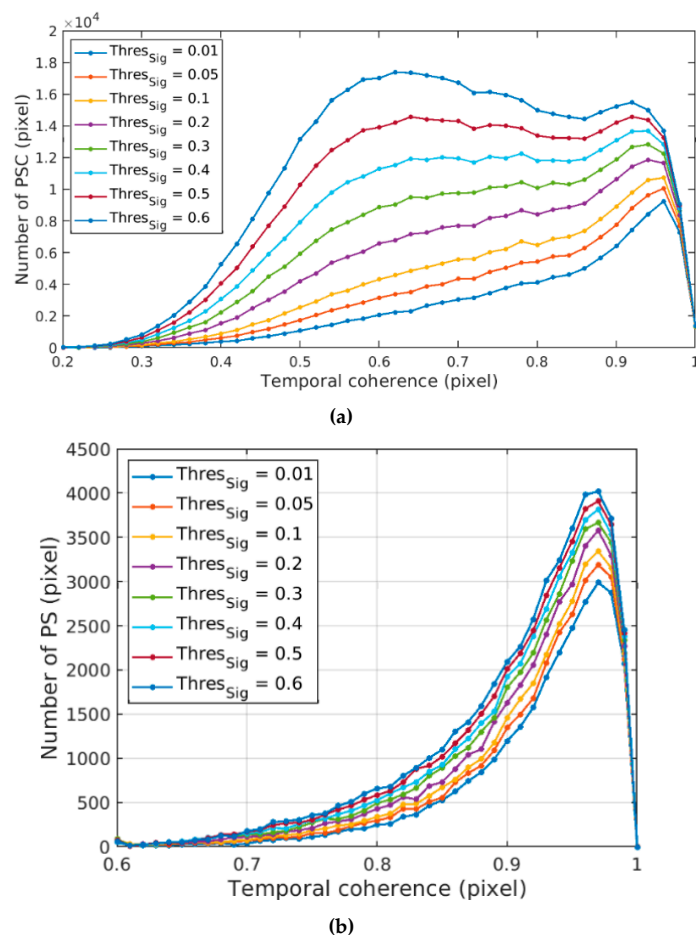 ×10⁴
2
1.8
1.6
1.4
1.2
1
0.8
0.6
0.4
0.2
0
Number of PSC (pixel)
Thres_Sig = 0.01
Thres_Sig = 0.05
Thres_Sig = 0.1
Thres_Sig = 0.2
Thres_Sig = 0.3
Thres_Sig = 0.4
Thres_Sig = 0.5
Thres_Sig = 0.6
0.2 0.3 0.4 0.5 0.6 0.7 0.8 0.9 1
Temporal coherence (pixel)
(a)
4500
4000
3500
3000
2500
2000
1500
1000
500
0
Number of PS (pixel)
Thres_Sig = 0.01
Thres_Sig = 0.05
Thres_Sig = 0.1
Thres_Sig = 0.2
Thres_Sig = 0.3
Thres_Sig = 0.4
Thres_Sig = 0.5
Thres_Sig = 0.6
0.6 0.7 0.8 0.9 1
Temporal coherence (pixel)
(b)